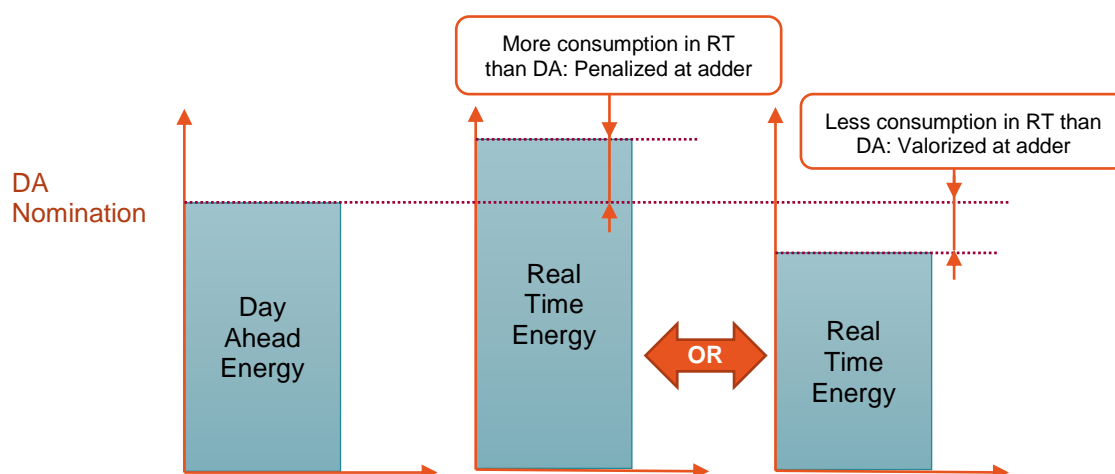 More consumption in RT
than DA: Penalized at adder
Less consumption in RT than
DA: Valorized at adder
DA
Nomination
Day
Ahead
Energy
Real
Time
Energy
OR
Real
Time
Energy